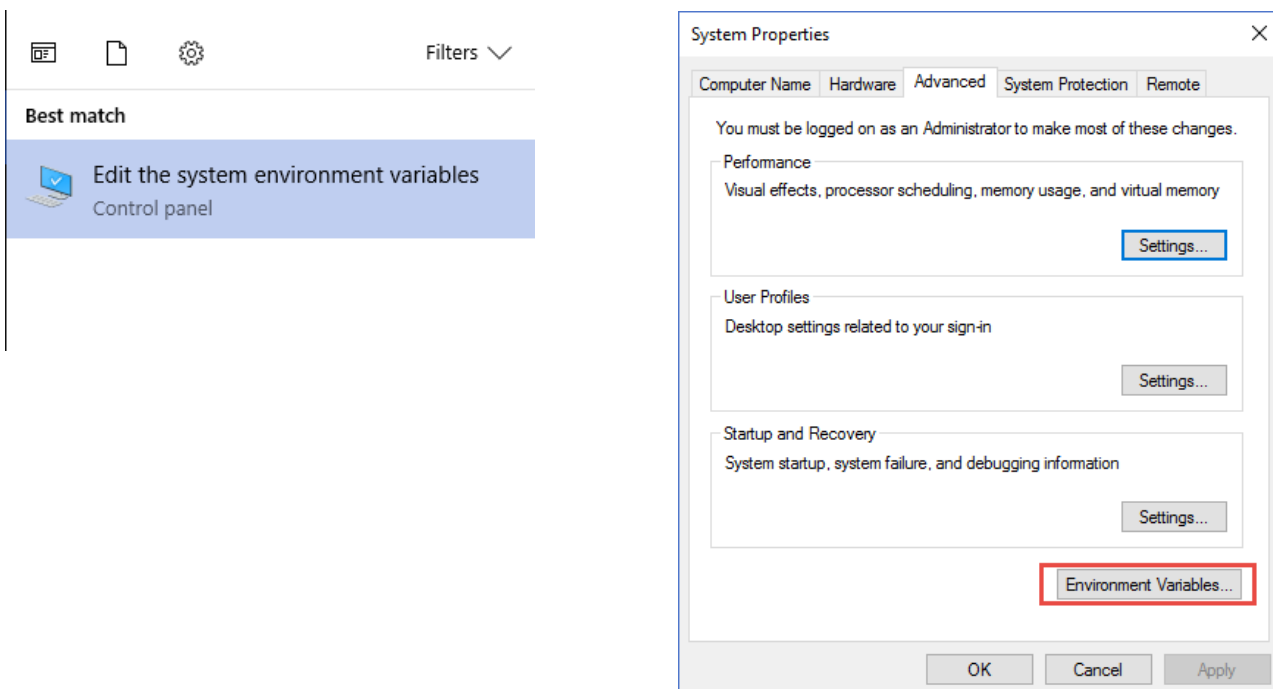 Filters
Best match
Edit the system environment variables
Control panel
System Properties
Computer Name Hardware Advanced System Protection Remote
You must be logged on as an Administrator to make most of these changes.
Performance
Visual effects, processor scheduling, memory usage, and virtual memory
Settings...
User Profiles
Desktop settings related to your sign-in
Settings...
Startup and Recovery
System startup, system failure, and debugging information
Settings...
Environment Variables...
OK Cancel Apply